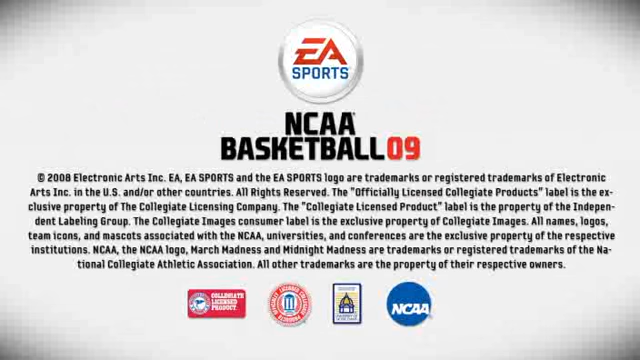 EA
SPORTS
NCAA
BASKETBALL 09
© 2008 Electronic Arts Inc. EA, EA SPORTS and the EA SPORTS logo are trademarks or registered trademarks of Electronic
Arts Inc. in the U.S. and/or other countries. All Rights Reserved. The "Officially Licensed Collegiate Products" label is the ex-
clusive property of The Collegiate Licensing Company. The "Collegiate Licensed Product" label is the property of the Indepen-
dent Labeling Group. The Collegiate Images consumer label is the exclusive property of Collegiate Images. All names, logos,
team icons, and mascots associated with the NCAA, universities, and conferences are the exclusive property of the respective
institutions. NCAA, the NCAA logo, March Madness and Midnight Madness are trademarks or registered trademarks of the Na-
tional Collegiate Athletic Association. All other trademarks are the property of their respective owners.
COLLEGIATE
LICENSED
PRODUCT
OFFICIALLY LICENSED COLLEGIATE PRODUCTS
NCAA